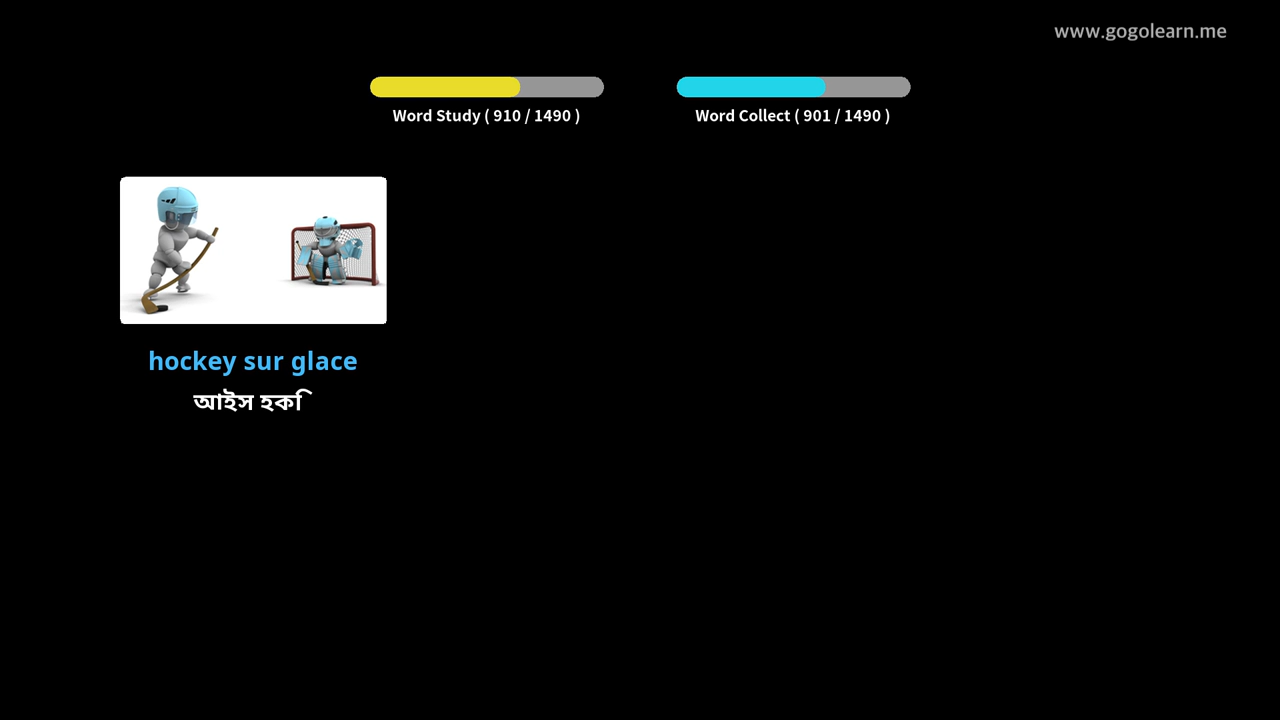 www.gogolearn.me
Word Study ( 910 / 1490 )
Word Collect ( 901 / 1490 )
hockey sur glace
আইস হকি